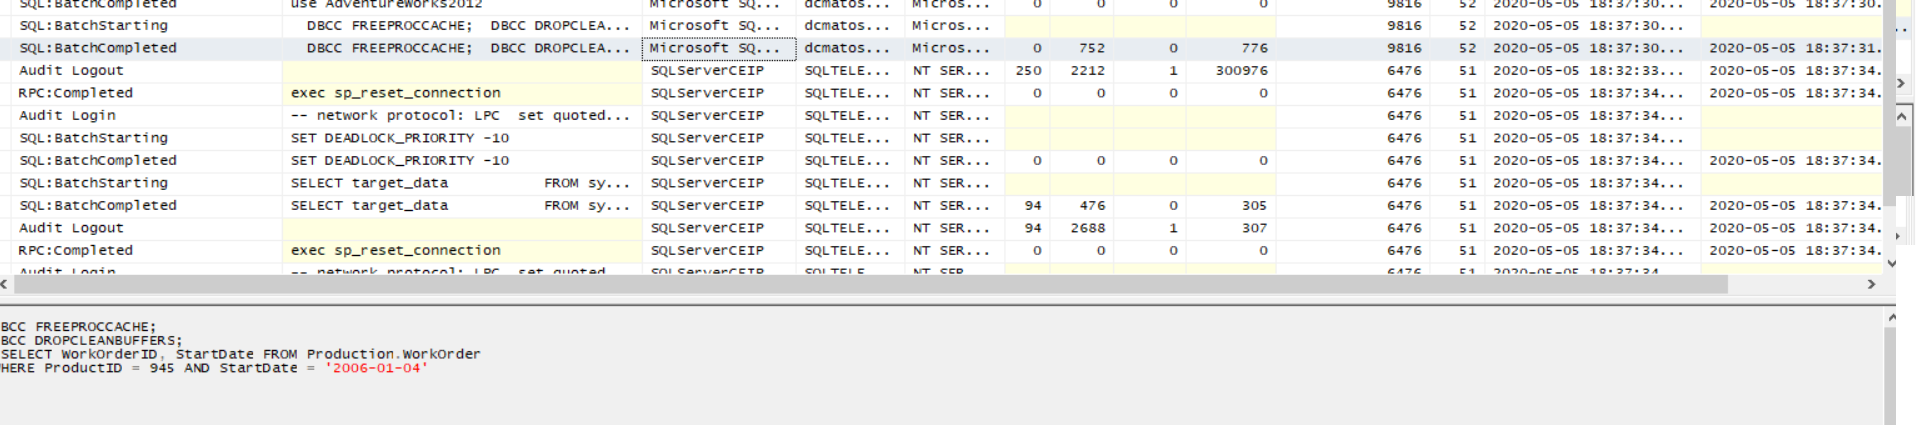 SQL:BatchCompleted use AdventureWorks2012 Microsoft SQ... dcmatos... Micros... 0 0 0 0 9816 52 2020-05-05 18:37:30... 2020-05-05 18:37:30.
SQL:BatchStarting DBCC FREEPROCCACHE; DBCC DROPCLEA... Microsoft SQ... dcmatos... Micros... 9816 52 2020-05-05 18:37:30...
SQL:BatchCompleted DBCC FREEPROCCACHE; DBCC DROPCLEA... Microsoft SQ... dcmatos... Micros... 0 752 0 776 9816 52 2020-05-05 18:37:30... 2020-05-05 18:37:31.
Audit Logout SQLServerCEIP SQLTELE... NT SER... 250 2212 1 300976 6476 51 2020-05-05 18:32:33... 2020-05-05 18:37:34.
RPC:Completed exec sp_reset_connection SQLServerCEIP SQLTELE... NT SER... 0 0 0 0 6476 51 2020-05-05 18:37:34... 2020-05-05 18:37:34.
Audit Login -- network protocol: LPC set quoted... SQLServerCEIP SQLTELE... NT SER... 6476 51 2020-05-05 18:37:34...
SQL:BatchStarting SET DEADLOCK_PRIORITY -10 SQLServerCEIP SQLTELE... NT SER... 6476 51 2020-05-05 18:37:34...
SQL:BatchCompleted SET DEADLOCK_PRIORITY -10 SQLServerCEIP SQLTELE... NT SER... 0 0 0 0 6476 51 2020-05-05 18:37:34... 2020-05-05 18:37:34.
SQL:BatchStarting SELECT target_data FROM sy... SQLServerCEIP SQLTELE... NT SER... 6476 51 2020-05-05 18:37:34...
SQL:BatchCompleted SELECT target_data FROM sy... SQLServerCEIP SQLTELE... NT SER... 94 476 0 305 6476 51 2020-05-05 18:37:34... 2020-05-05 18:37:34.
Audit Logout SQLServerCEIP SQLTELE... NT SER... 94 2688 1 307 6476 51 2020-05-05 18:37:34... 2020-05-05 18:37:34.
RPC:Completed exec sp_reset_connection SQLServerCEIP SQLTELE... NT SER... 0 0 0 0 6476 51 2020-05-05 18:37:34... 2020-05-05 18:37:34.
Audit Login -- network protocol: LPC set quoted SQLServerCEIP SQLTELE NT SER 6476 51 2020-05-05 18:37:34
BCC FREEPROCCACHE;
BCC DROPCLEANBUFFERS;
SELECT WorkOrderID, StartDate FROM Production.WorkOrder
HERE ProductID = 945 AND StartDate = '2006-01-04'